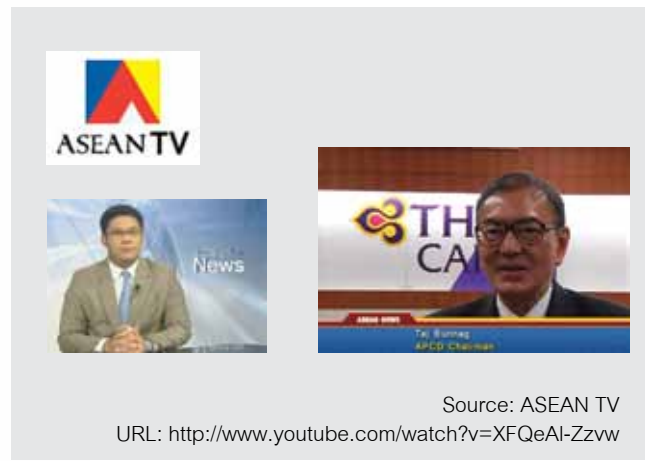 ASEAN TV
News
TH
CA
ASEAN NEWS
Tej Bunnag
APCD Chairman
Source: ASEAN TV
URL: http://www.youtube.com/watch?v=XFQeAl-Zzvw